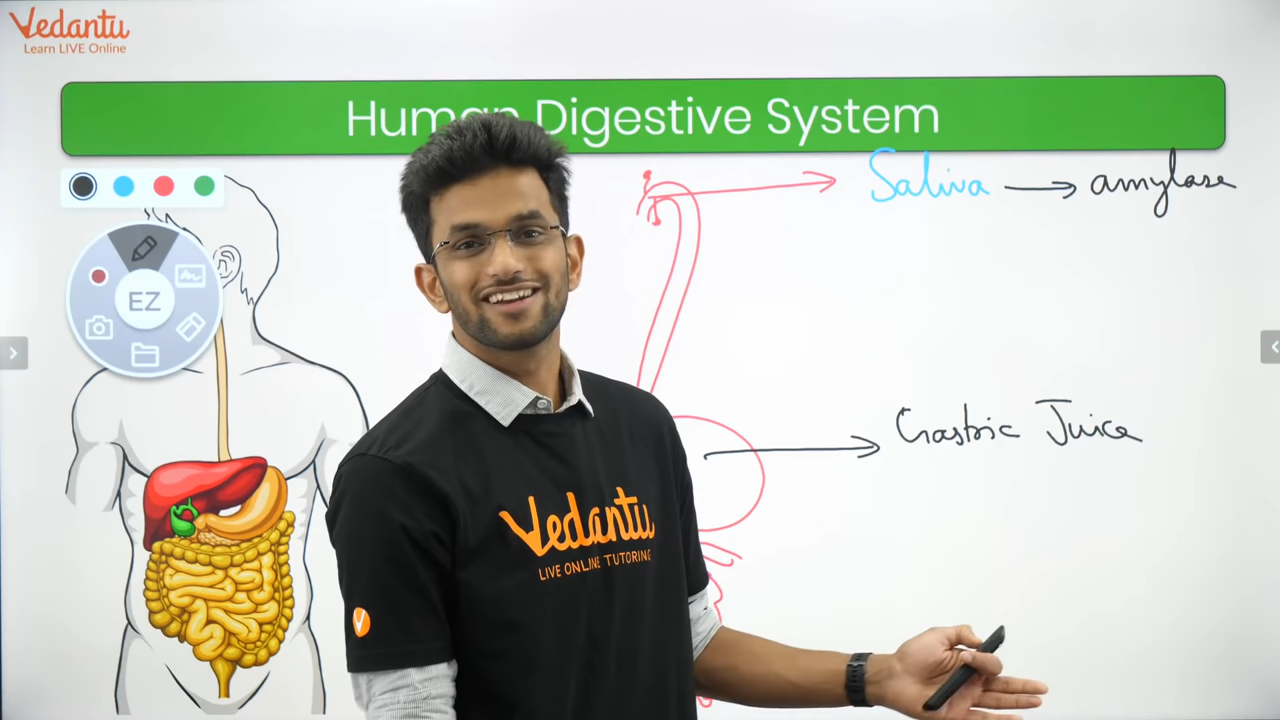 Vedantu
Learn LIVE Online
Human Digestive System
Saliva → amylase
EZ
Gastric Juice
Vedantu
LIVE ONLINE TUTORING
V